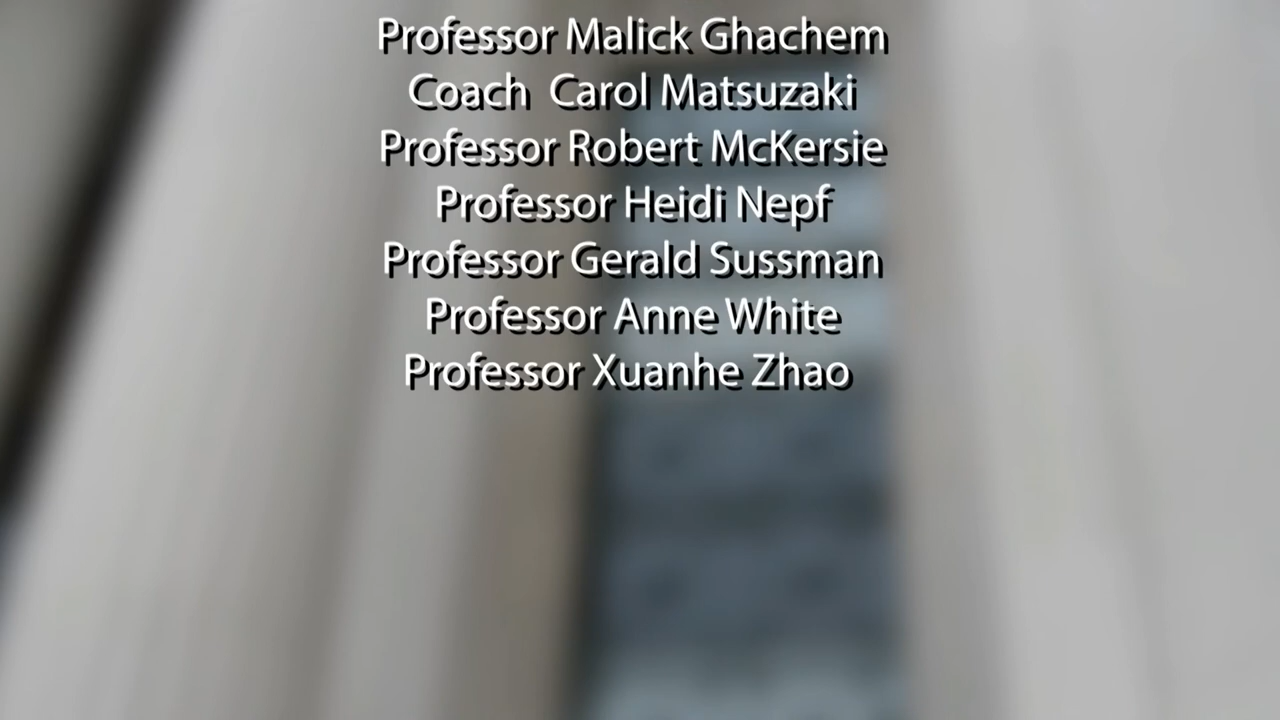 Professor Malick Ghachem
Coach  Carol Matsuzaki
Professor Robert McKersie
Professor Heidi Nepf
Professor Gerald Sussman
Professor Anne White
Professor Xuanhe Zhao